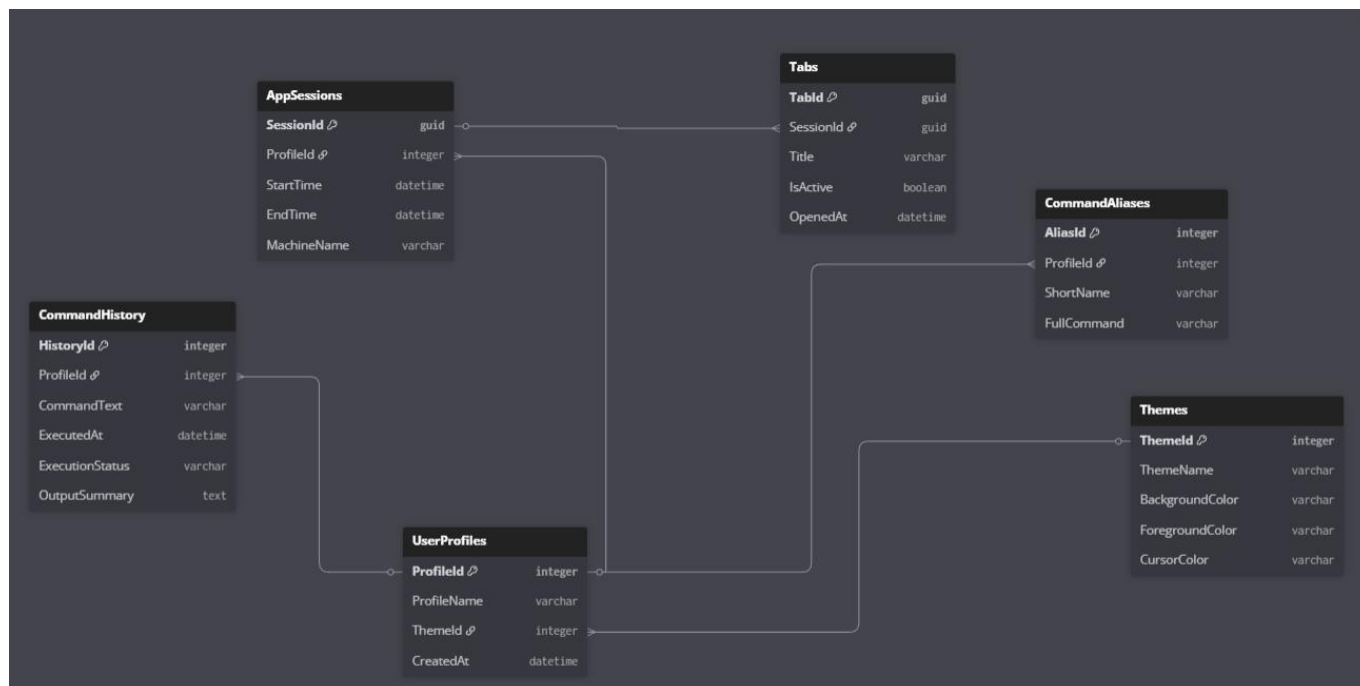 AppSessions
SessionId guid
ProfileId integer
StartTime datetime
EndTime datetime
MachineName varchar
Tabs
TabId guid
SessionId guid
Title varchar
IsActive boolean
OpenedAt datetime
CommandAliases
AliasId integer
ProfileId integer
ShortName varchar
FullCommand varchar
CommandHistory
HistoryId integer
ProfileId integer
CommandText varchar
ExecutedAt datetime
ExecutionStatus varchar
OutputSummary text
Themes
ThemeId integer
ThemeName varchar
BackgroundColor varchar
ForegroundColor varchar
CursorColor varchar
UserProfiles
ProfileId integer
ProfileName varchar
ThemeId integer
CreatedAt datetime